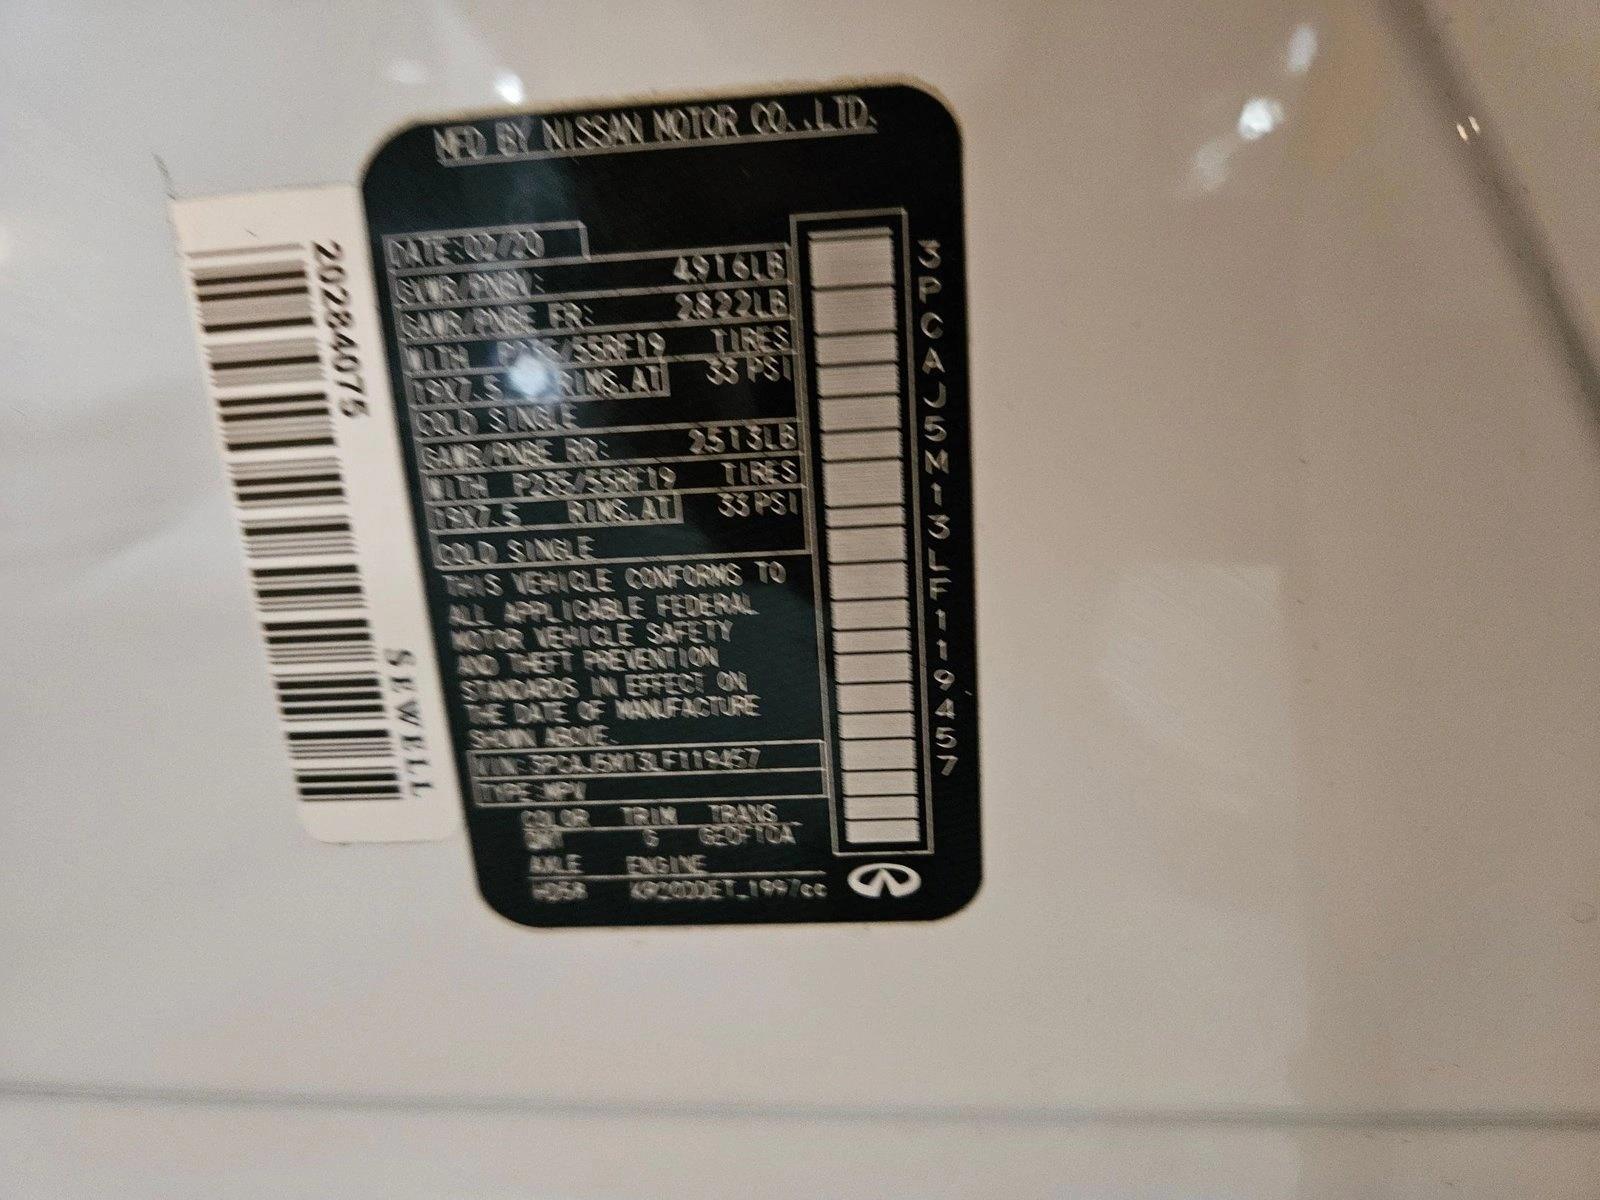 MFD BY NISSAN MOTOR CO.,LTD.
DATE:02/20
GVWR/PNBV: 4916LB
GAWR/PNBE FR: 2822LB
WITH P235/55RF19 TIRES
19X7.5 RIMS,AT 33 PSI
COLD SINGLE
GAWR/PNBE RR: 2513LB
WITH P235/55RF19 TIRES
19X7.5 RIMS,AT 33 PSI
COLD SINGLE
THIS VEHICLE CONFORMS TO
ALL APPLICABLE FEDERAL
MOTOR VEHICLE SAFETY
AND THEFT PREVENTION
STANDARDS IN EFFECT ON
THE DATE OF MANUFACTURE
SHOWN ABOVE.
VIN:3PCAJ5M13LF119457
TYPE:MPV
COLOR TRIM TRANS
G
AXLE ENGINE
KR20DDET 1997cc
3PCAJ5M13LF119457
20284075
SEWELL